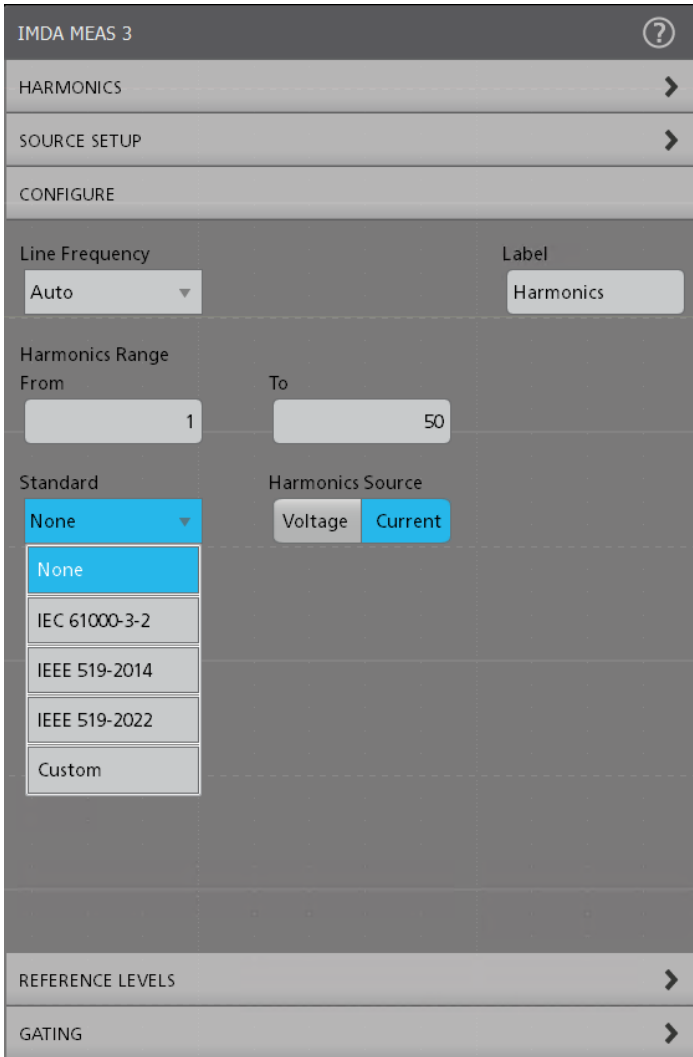 IMDA MEAS 3 ?
HARMONICS
SOURCE SETUP
CONFIGURE
Line Frequency Label
Auto Harmonics
Harmonics Range
From To
1 50
Standard Harmonics Source
None Voltage Current
None
IEC 61000-3-2
IEEE 519-2014
IEEE 519-2022
Custom
REFERENCE LEVELS
GATING